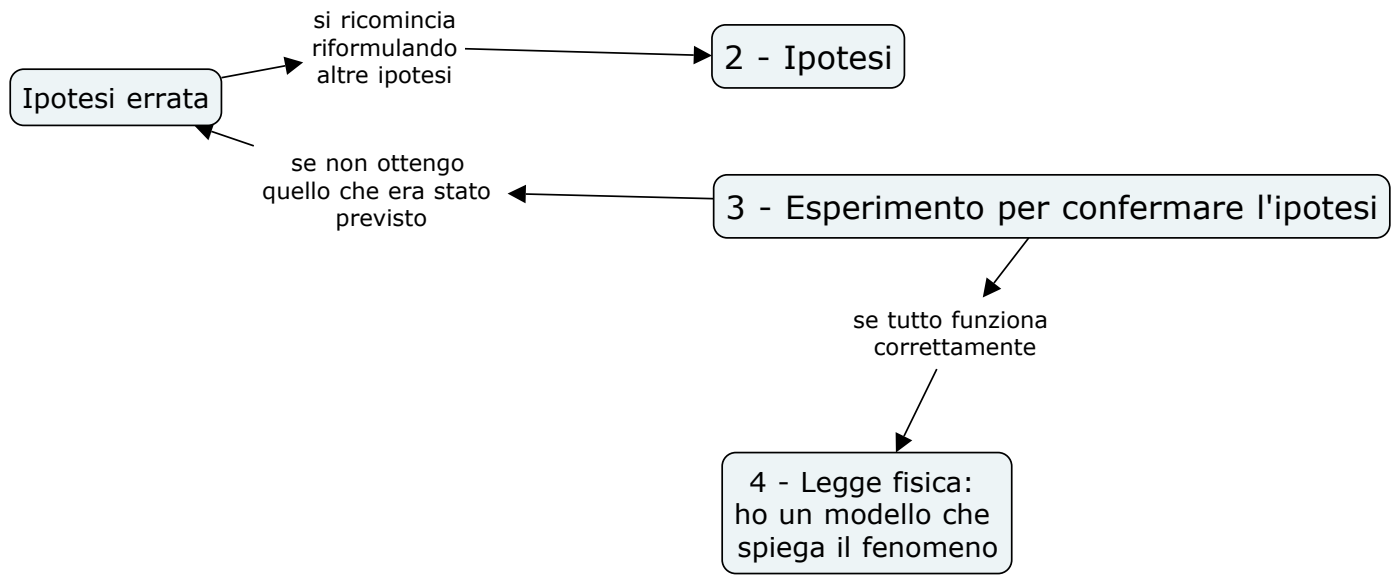 si ricomincia
riformulando
altre ipotesi
2 - Ipotesi
Ipotesi errata
se non ottengo
quello che era stato
previsto
3 - Esperimento per confermare l'ipotesi
se tutto funziona
correttamente
4 - Legge fisica:
ho un modello che
spiega il fenomeno